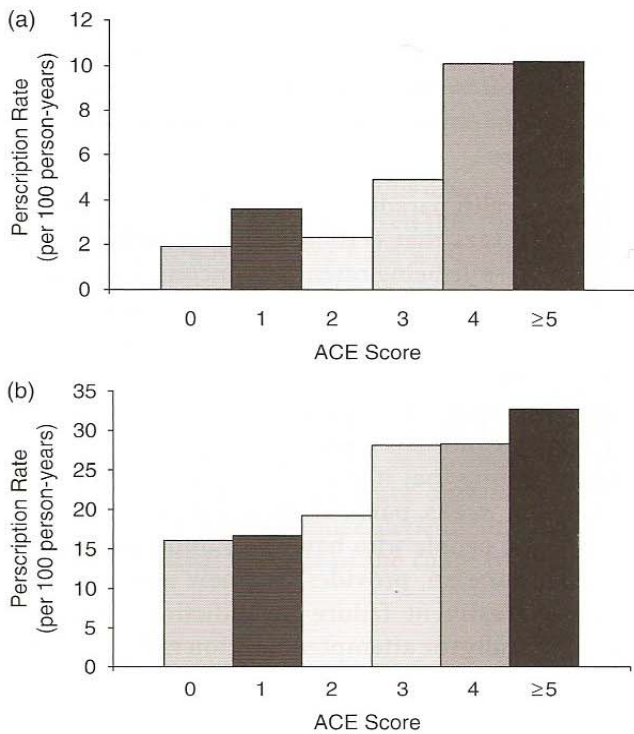 (a)
12
10
8
6
4
2
0
Perscription Rate
(per 100 person-years)
0 1 2 3 4 ≥5
ACE Score
(b)
35
30
25
20
15
10
5
0
Perscription Rate
(per 100 person-years)
0 1 2 3 4 ≥5
ACE Score